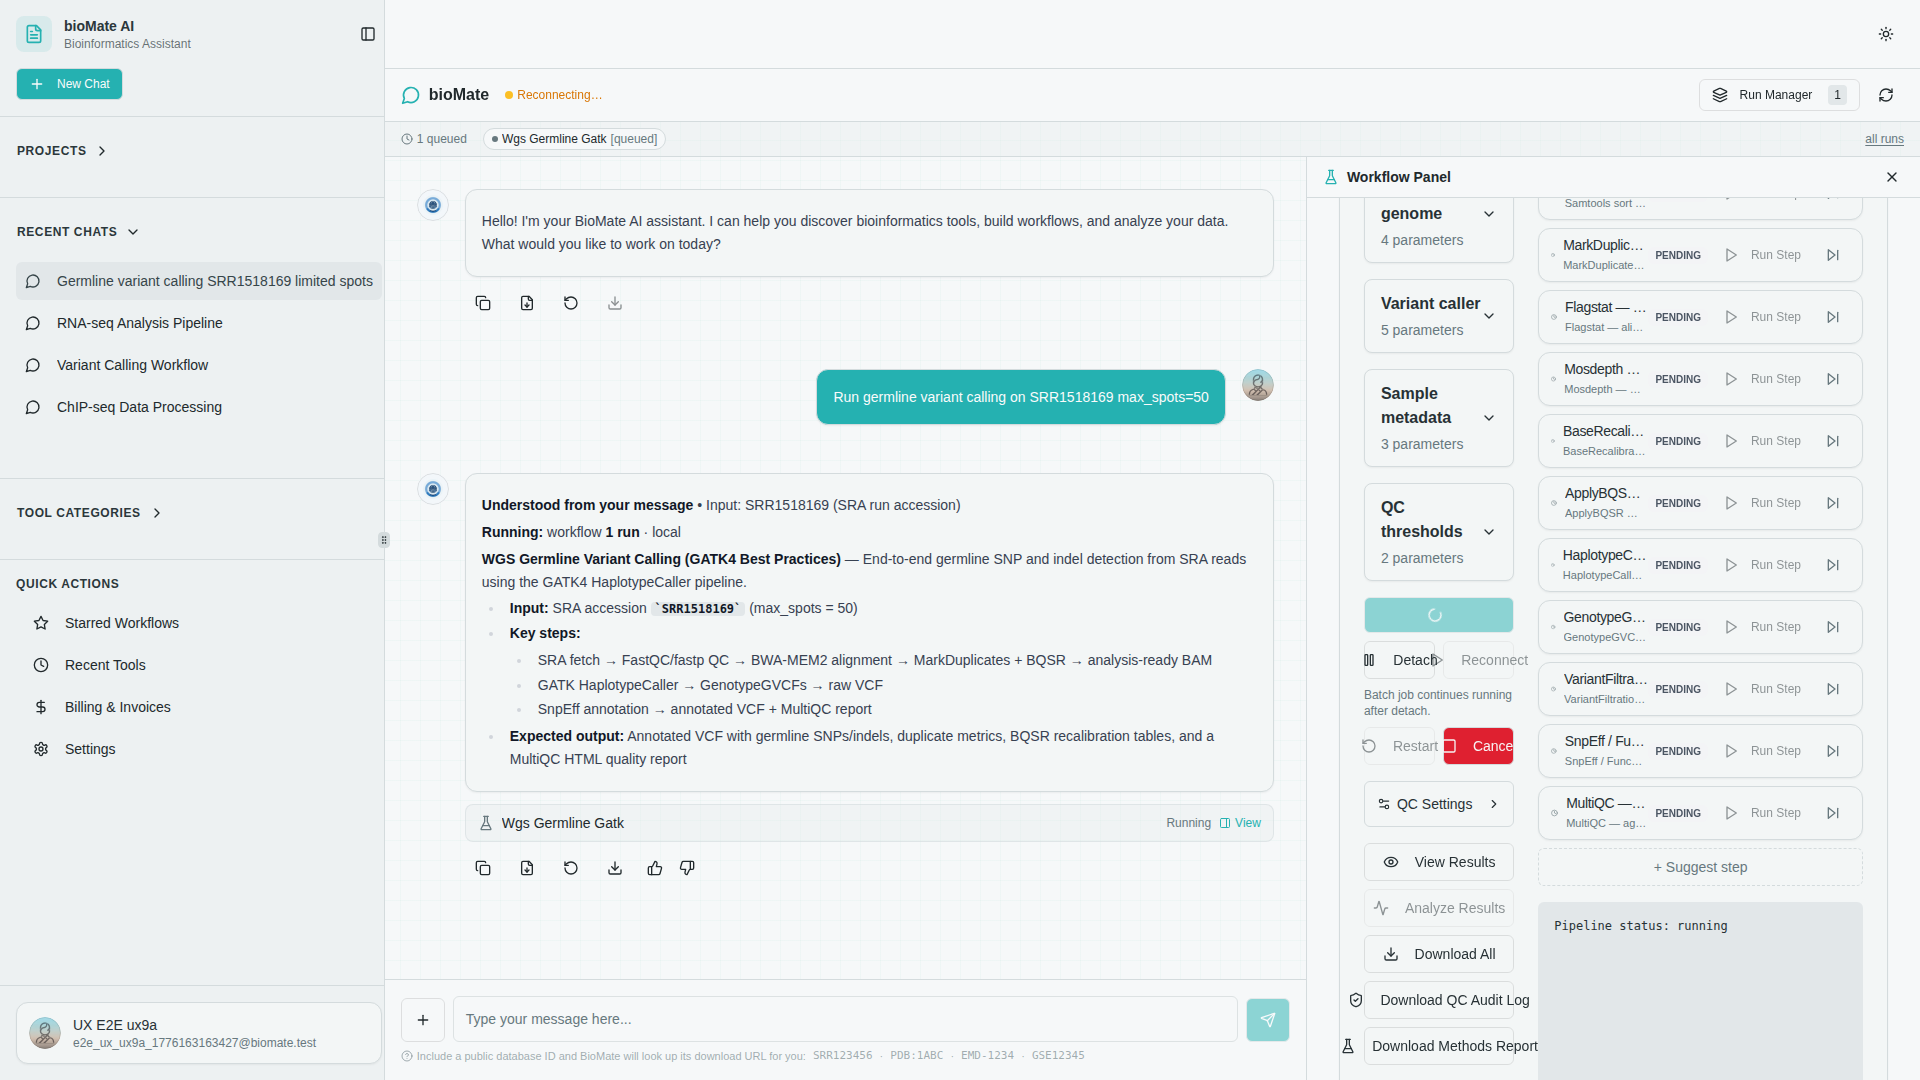 bioMate AI
Bioinformatics Assistant
New Chat
PROJECTS
RECENT CHATS
Germline variant calling SRR1518169 limited spots
RNA-seq Analysis Pipeline
Variant Calling Workflow
ChIP-seq Data Processing
TOOL CATEGORIES
QUICK ACTIONS
Starred Workflows
Recent Tools
Billing & Invoices
Settings
UX E2E ux9a
e2e_ux_ux9a_1776163163427@biomate.test
bioMate
Reconnecting…
Run Manager 1
1 queued
Wgs Germline Gatk [queued]
all runs
Hello! I'm your BioMate AI assistant. I can help you discover bioinformatics tools, build workflows, and analyze your data.
What would you like to work on today?
Run germline variant calling on SRR1518169 max_spots=50
Understood from your message • Input: SRR1518169 (SRA run accession)
Running: workflow 1 run · local
WGS Germline Variant Calling (GATK4 Best Practices) — End-to-end germline SNP and indel detection from SRA reads
using the GATK4 HaplotypeCaller pipeline.
Input: SRA accession `SRR1518169` (max_spots = 50)
Key steps:
SRA fetch → FastQC/fastp QC → BWA-MEM2 alignment → MarkDuplicates + BQSR → analysis-ready BAM
GATK HaplotypeCaller → GenotypeGVCFs → raw VCF
SnpEff annotation → annotated VCF + MultiQC report
Expected output: Annotated VCF with germline SNPs/indels, duplicate metrics, BQSR recalibration tables, and a
MultiQC HTML quality report
Wgs Germline Gatk
Running
View
Type your message here...
Include a public database ID and BioMate will look up its download URL for you: SRR123456 · PDB:1ABC · EMD-1234 · GSE12345
Workflow Panel
genome
4 parameters
Variant caller
5 parameters
Sample
metadata
3 parameters
QC
thresholds
2 parameters
Detach
Reconnect
Batch job continues running
after detach.
Restart
Cance
QC Settings
View Results
Analyze Results
Download All
Download QC Audit Log
Download Methods Report
Samtools sort …
MarkDuplic…
MarkDuplicate…
PENDING
Run Step
Flagstat — …
Flagstat — ali…
PENDING
Run Step
Mosdepth …
Mosdepth — …
PENDING
Run Step
BaseRecali…
BaseRecalibra…
PENDING
Run Step
ApplyBQS…
ApplyBQSR …
PENDING
Run Step
HaplotypeC…
HaplotypeCall…
PENDING
Run Step
GenotypeG…
GenotypeGVC…
PENDING
Run Step
VariantFiltra…
VariantFiltratio…
PENDING
Run Step
SnpEff / Fu…
SnpEff / Func…
PENDING
Run Step
MultiQC —…
MultiQC — ag…
PENDING
Run Step
+ Suggest step
Pipeline status: running